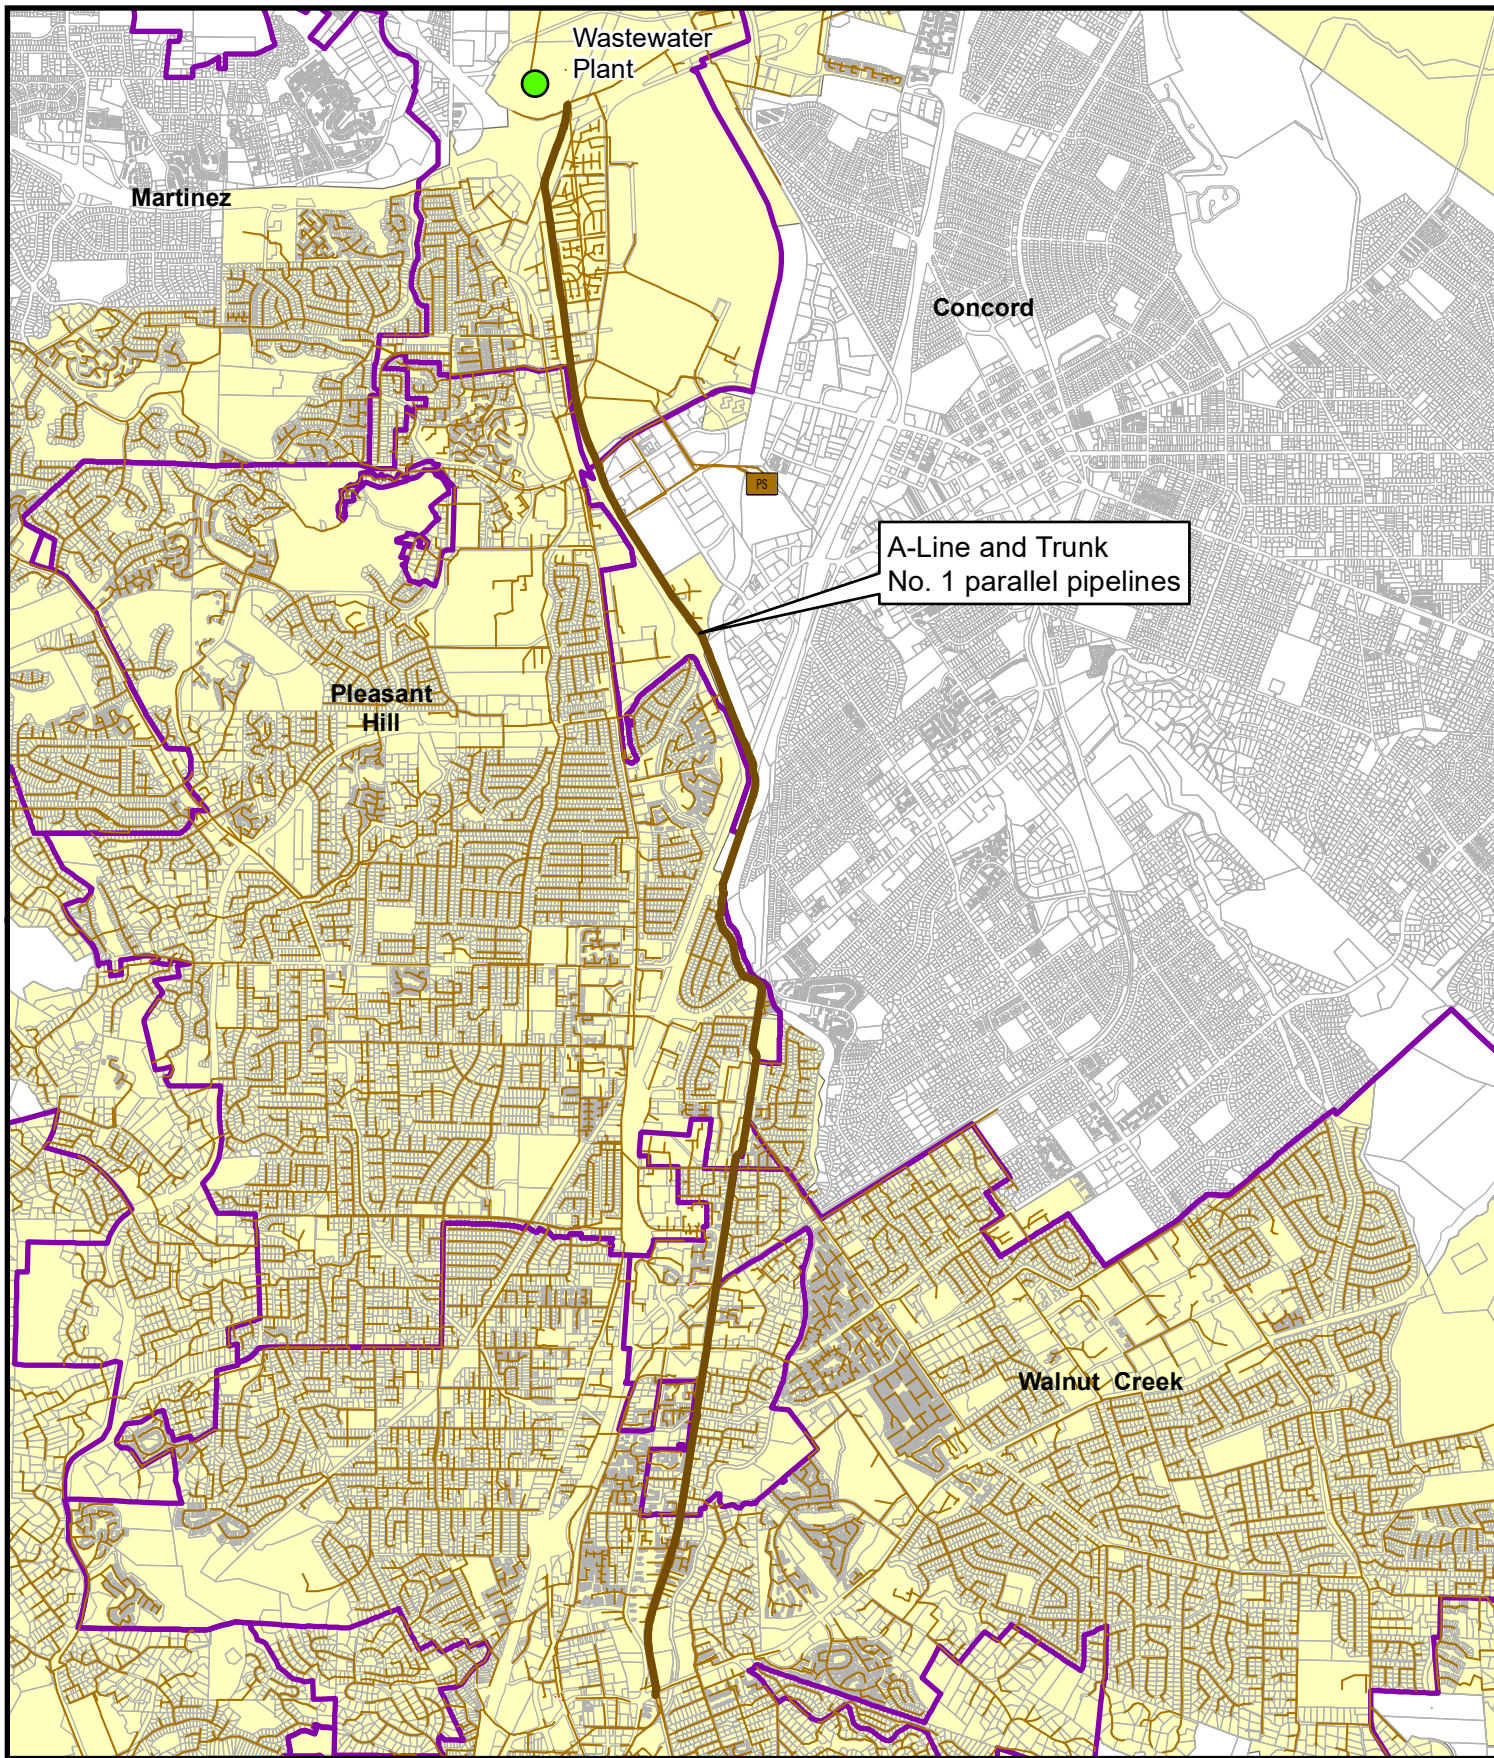 Wastewater
Plant
Martinez
Concord
PS
A-Line and Trunk
No. 1 parallel pipelines
Pleasant
Hill
Walnut Creek